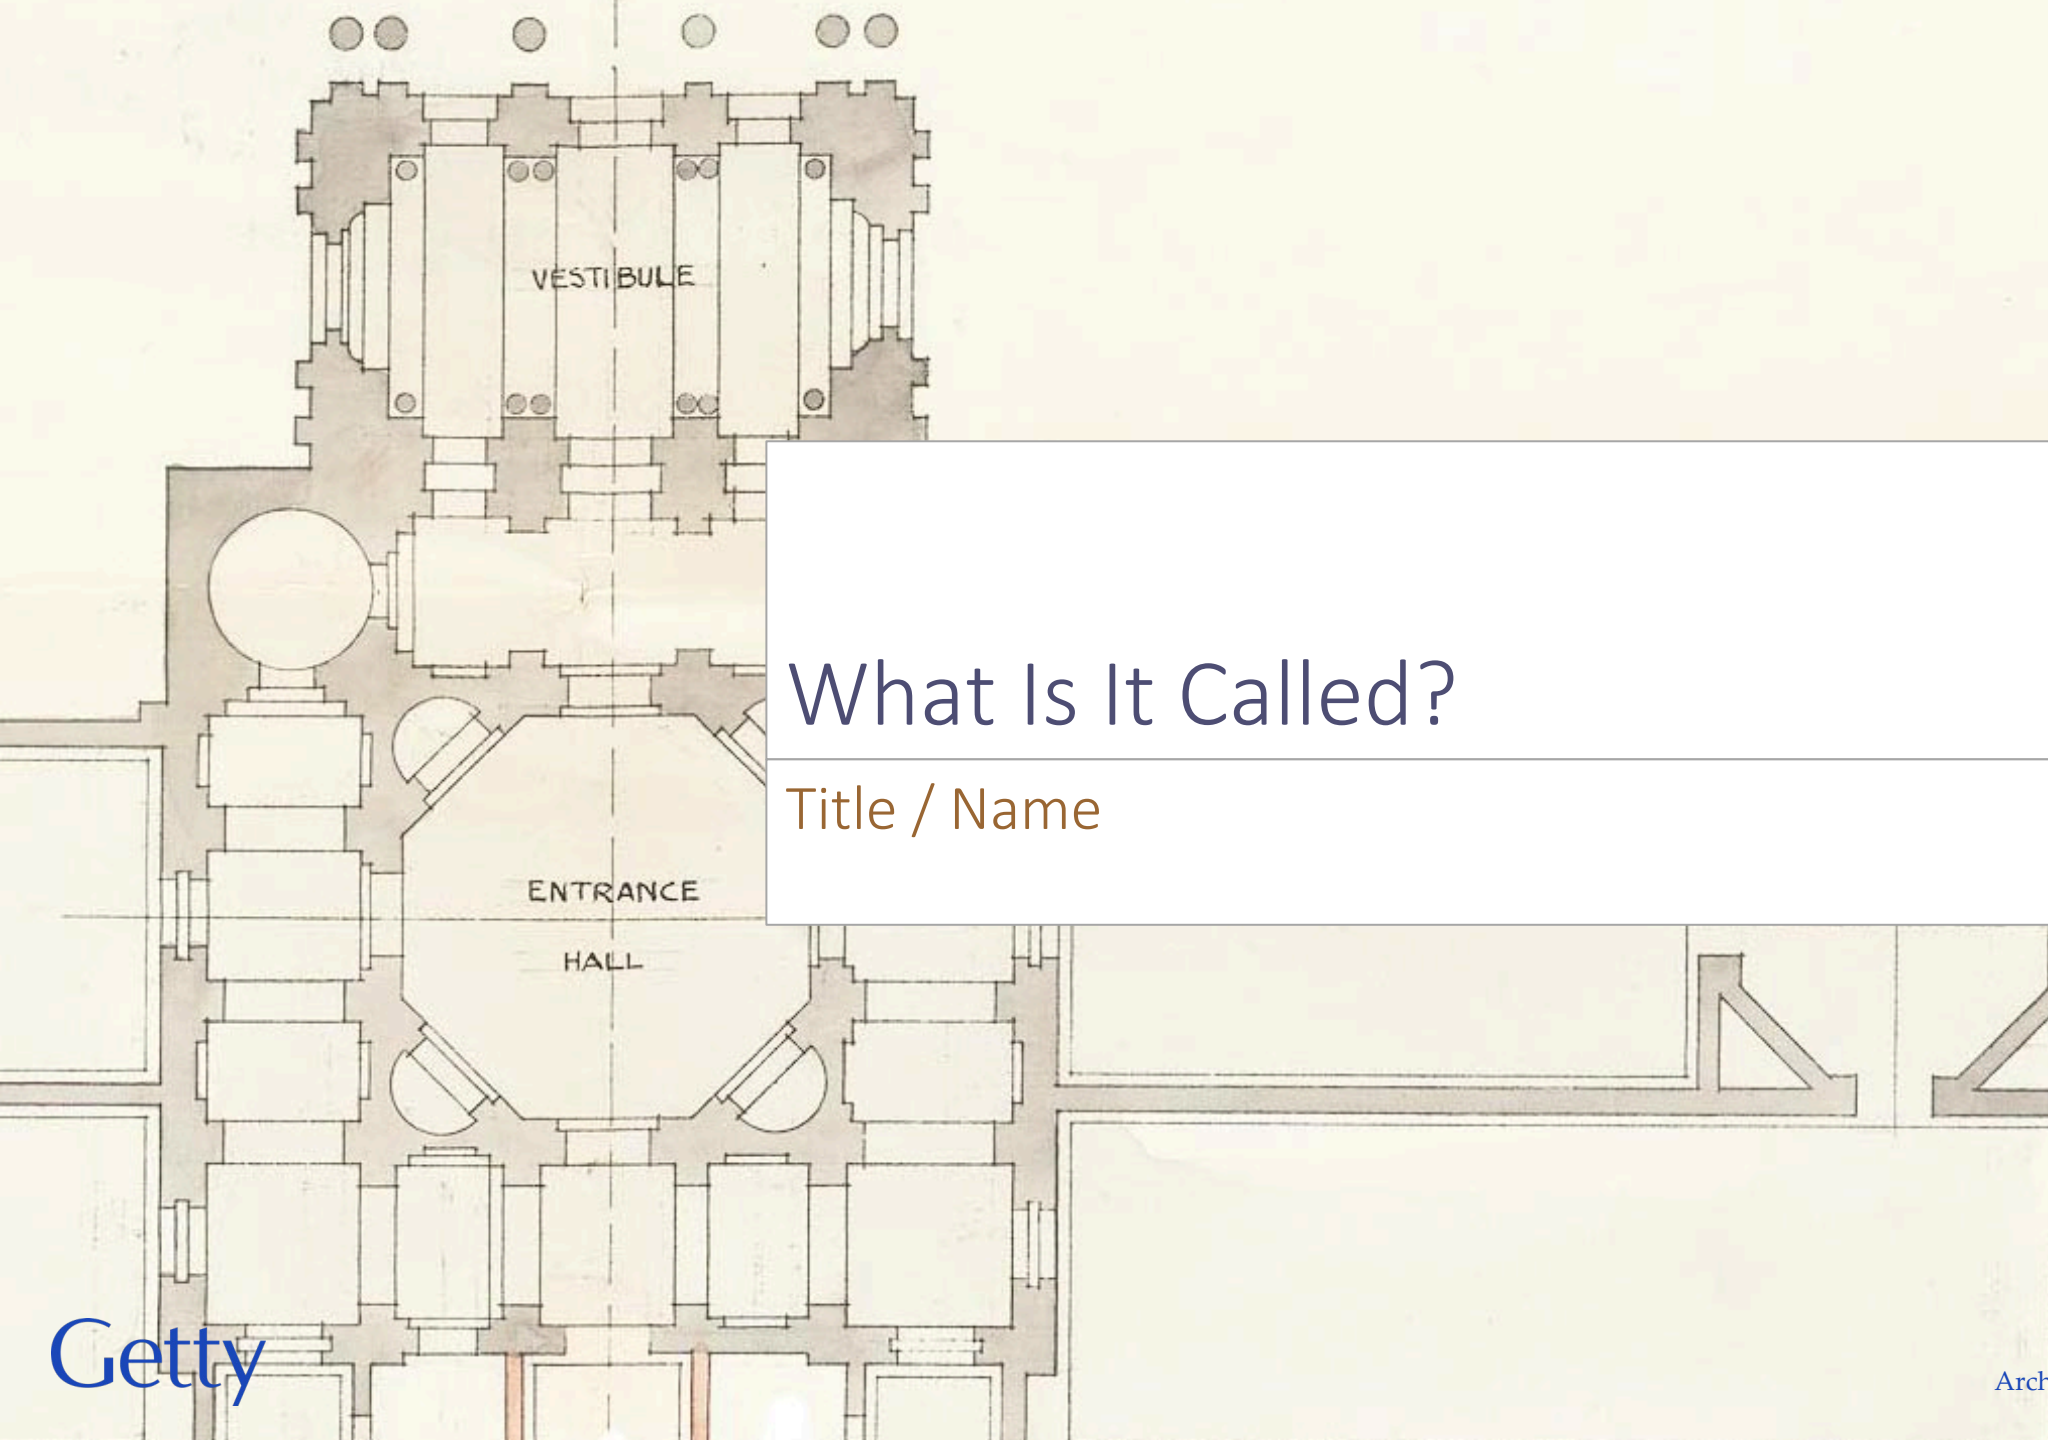 VESTIBULE
What Is It Called?
Title / Name
ENTRANCE
HALL
Getty
Arch